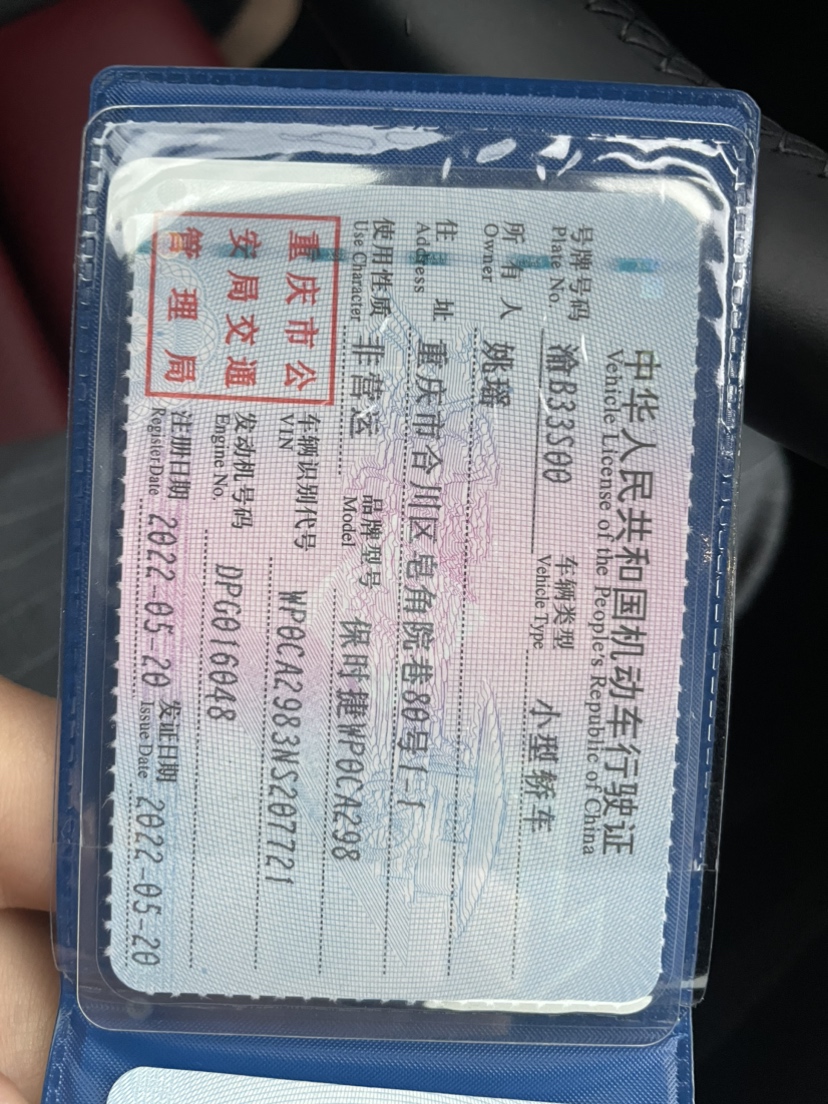 中华人民共和国机动车行驶证
Vehicle License of the People's Republic of China
号牌号码 渝B33S00 车辆类型 小型轿车
Plate No. Vehicle Type
所有人 姚瑶
Owner
住址 重庆市合川区皂角院巷80号1-1
Address
使用性质 非营运 品牌型号 保时捷WP0CA298
Use Character Model
重庆市公
安局交通
管理局
车辆识别代号 WP0CA2983NS207721
VIN
发动机号码 DPG016048
Engine No.
注册日期 2022-05-20 发证日期 2022-05-20
Register Date Issue Date